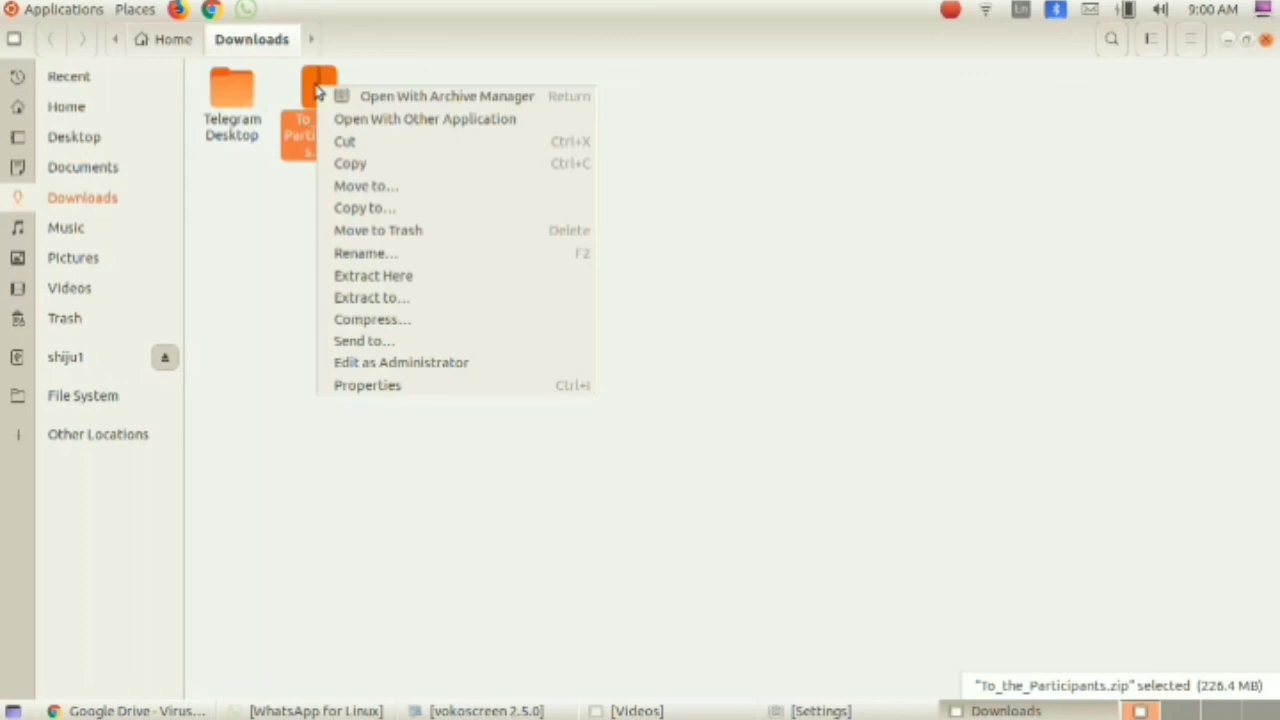 Applications Places En 9:00 AM
Home Downloads
Recent
Home
Desktop
Documents
Downloads
Music
Pictures
Videos
Trash
shiju1
File System
Other Locations
Telegram
Desktop
To_
Parti
s.
Open With Archive Manager Return
Open With Other Application
Cut Ctrl+X
Copy Ctrl+C
Move to...
Copy to...
Move to Trash Delete
Rename... F2
Extract Here
Extract to...
Compress...
Send to...
Edit as Administrator
Properties Ctrl+I
"To_the_Participants.zip" selected (226.4 MB)
Google Drive - Virus... [WhatsApp for Linux] [vokoscreen 2.5.0] [Videos] [Settings] Downloads